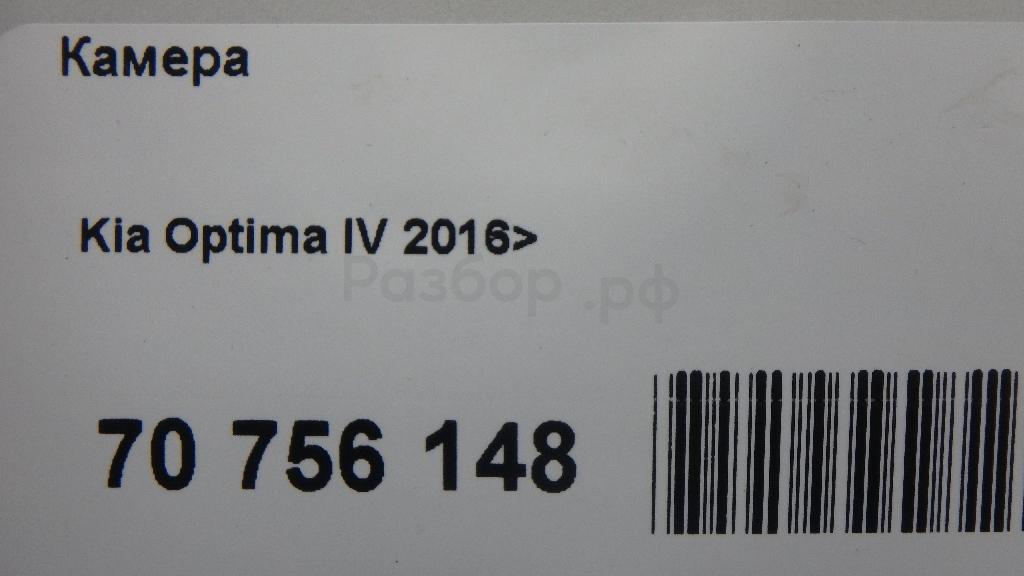 Камера
Kia Optima IV 2016>
Разбор.рф
70 756 148